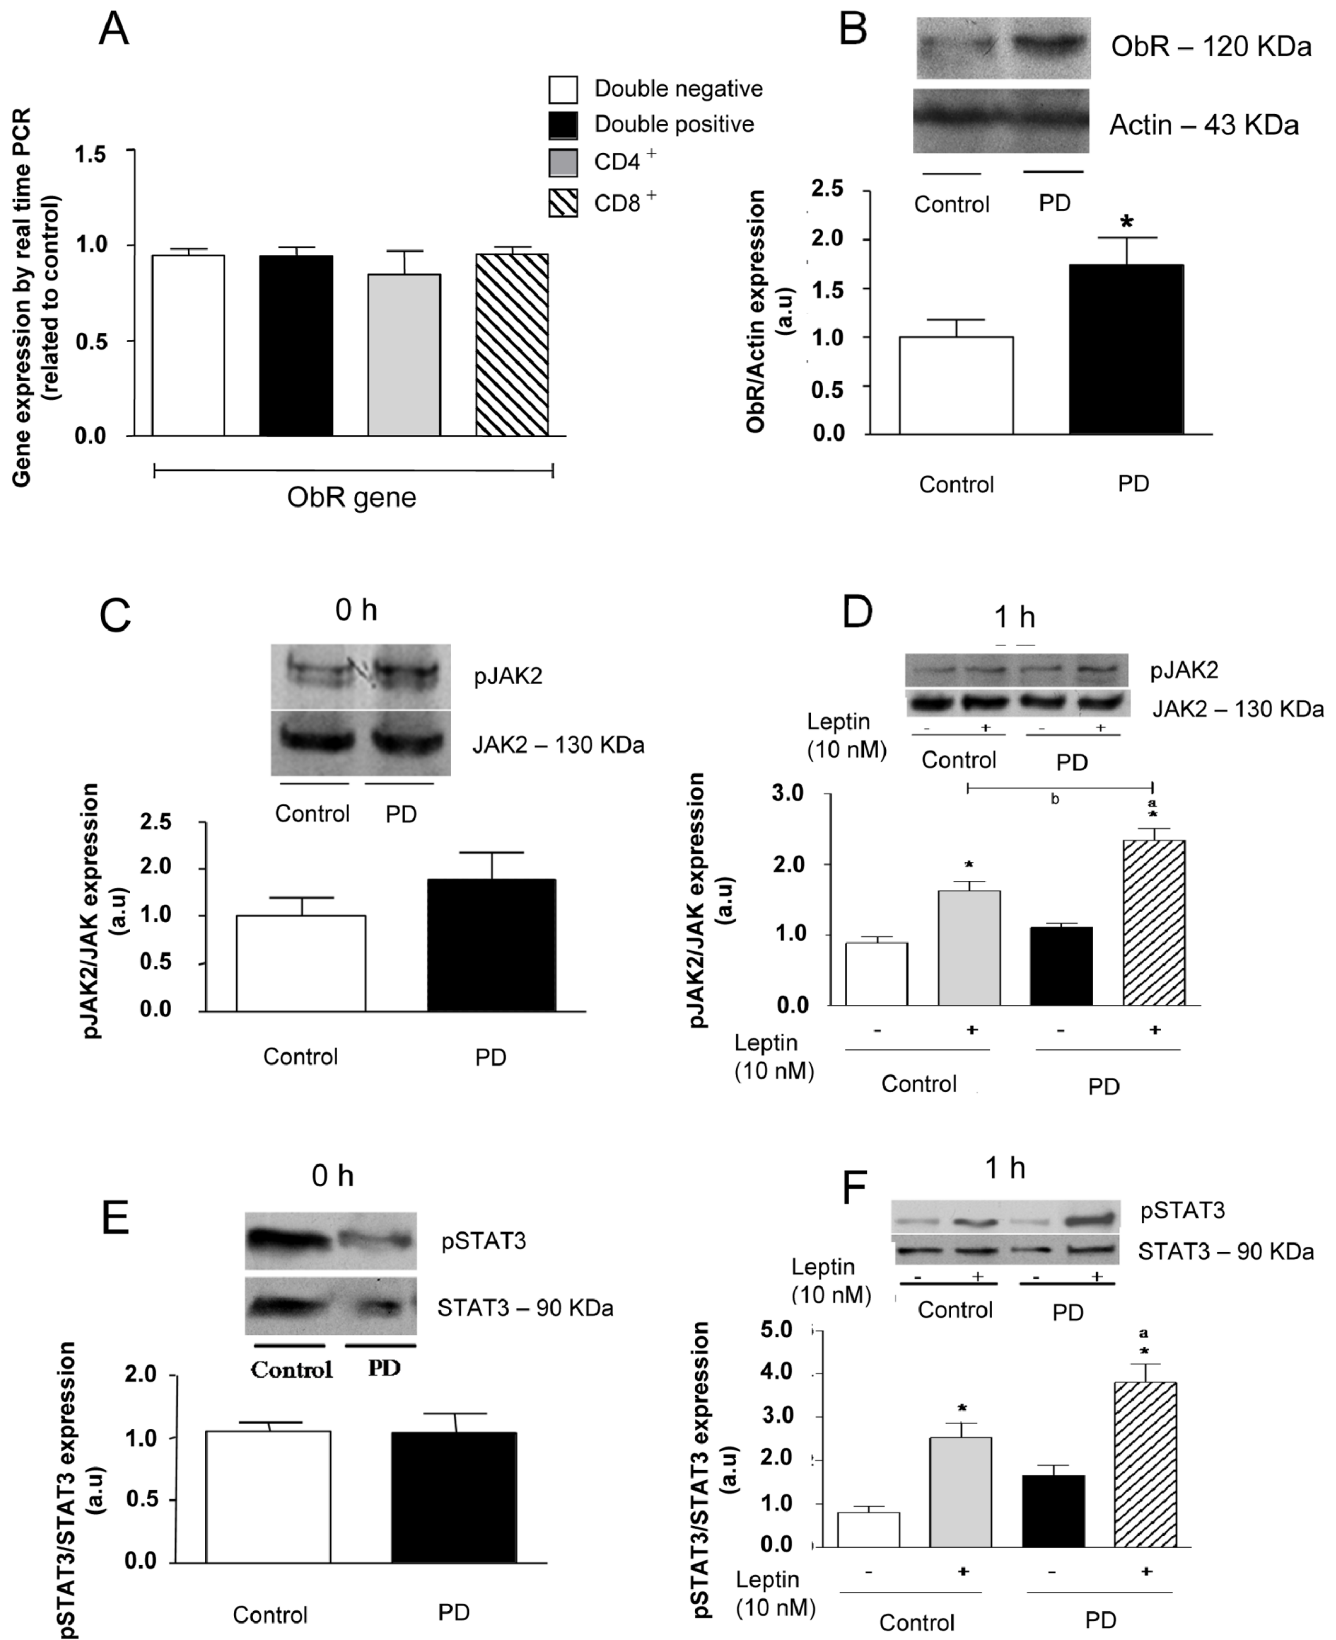 A
Double negative
Double positive
CD4 +
CD8 +
Gene expression by real time PCR
(related to control)
1.5
1.0
0.5
0.0
ObR gene
B
ObR – 120 KDa
Actin – 43 KDa
Control PD
ObR/Actin expression
(a.u)
2.5
2.0
1.5
1.0
0.5
0.0
*
Control PD
C
0 h
pJAK2
JAK2 – 130 KDa
Control PD
pJAK2/JAK expression
(a.u)
2.5
2.0
1.0
0.5
0.0
Control PD
D
1 h
pJAK2
JAK2 – 130 KDa
Leptin
(10 nM)
- + - +
Control PD
pJAK2/JAK expression
(a.u)
3.0
2.0
1.0
0.0
b
a
*
*
- + - +
Leptin
(10 nM)
Control PD
E
0 h
pSTAT3
STAT3 – 90 KDa
Control PD
pSTAT3/STAT3 expression
(a.u)
2.0
1.0
0.5
0.0
Control PD
F
1 h
pSTAT3
STAT3 – 90 KDa
Leptin
(10 nM)
- + - +
Control PD
pSTAT3/STAT3 expression
(a.u)
5.0
4.0
3.0
2.0
1.0
0.0
a
*
*
- + - +
Leptin
(10 nM)
Control PD